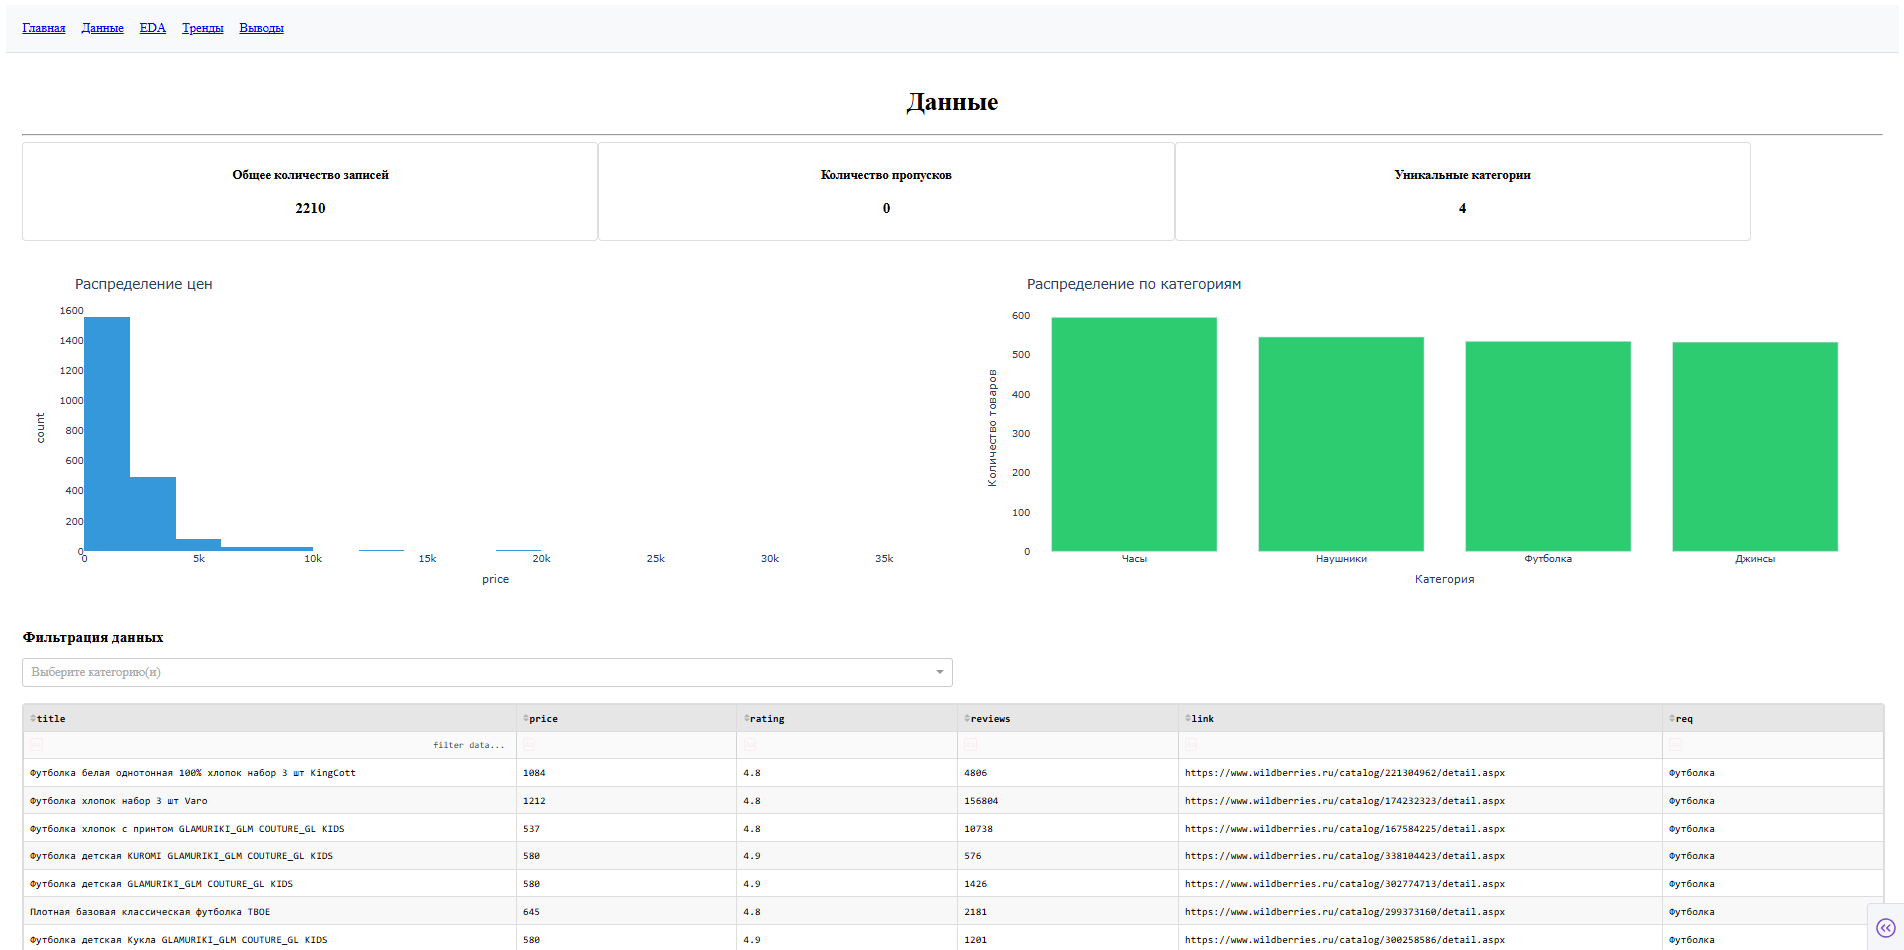 Главная Данные EDA Тренды Выводы
Данные
Общее количество записей
2210
Количество пропусков
0
Уникальные категории
4
Распределение цен
1600
1400
1200
1000
800
600
400
200
0
count
0 5k 10k 15k 20k 25k 30k 35k
price
Распределение по категориям
600
500
400
300
200
100
0
Количество товаров
Часы Наушники Футболка Джинсы
Категория
Фильтрация данных
Выберите категорию(и)
title price rating reviews link req
filter data...
Футболка белая однотонная 100% хлопок набор 3 шт KingCott 1084 4.8 4806 https://www.wildberries.ru/catalog/221304962/detail.aspx Футболка
Футболка хлопок набор 3 шт Varo 1212 4.8 156804 https://www.wildberries.ru/catalog/174232323/detail.aspx Футболка
Футболка хлопок с принтом GLAMURIKI_GLM COUTURE_GL KIDS 537 4.8 10738 https://www.wildberries.ru/catalog/167584225/detail.aspx Футболка
Футболка детская KUROMI GLAMURIKI_GLM COUTURE_GL KIDS 580 4.9 576 https://www.wildberries.ru/catalog/338104423/detail.aspx Футболка
Футболка детская GLAMURIKI_GLM COUTURE_GL KIDS 580 4.9 1426 https://www.wildberries.ru/catalog/302774713/detail.aspx Футболка
Плотная базовая классическая футболка ТВОЕ 645 4.8 2181 https://www.wildberries.ru/catalog/299373160/detail.aspx Футболка
Футболка детская Кукла GLAMURIKI_GLM COUTURE_GL KIDS 580 4.9 1201 https://www.wildberries.ru/catalog/300258586/detail.aspx Футболка